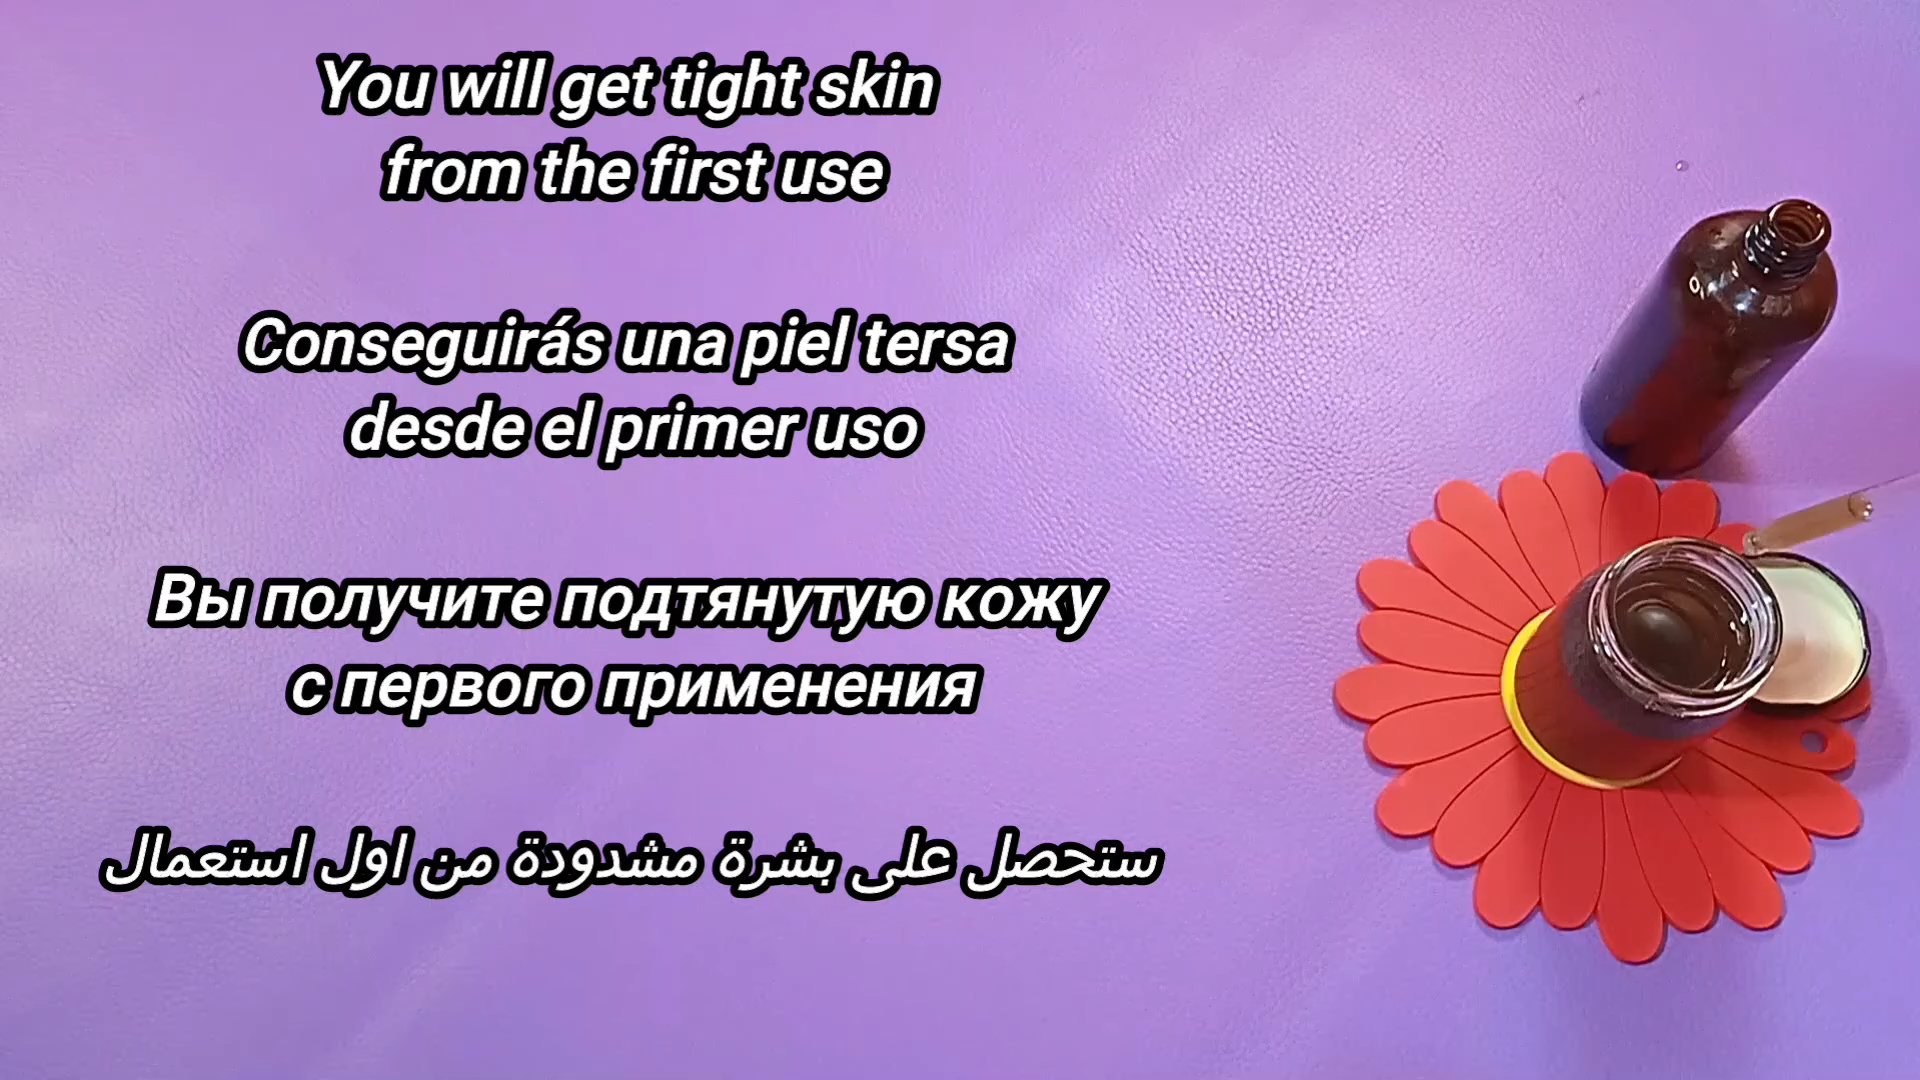 You will get tight skin
from the first use
Conseguirás una piel tersa
desde el primer uso
Вы получите подтянутую кожу
с первого применения
ستحصل على بشرة مشدودة من اول استعمال